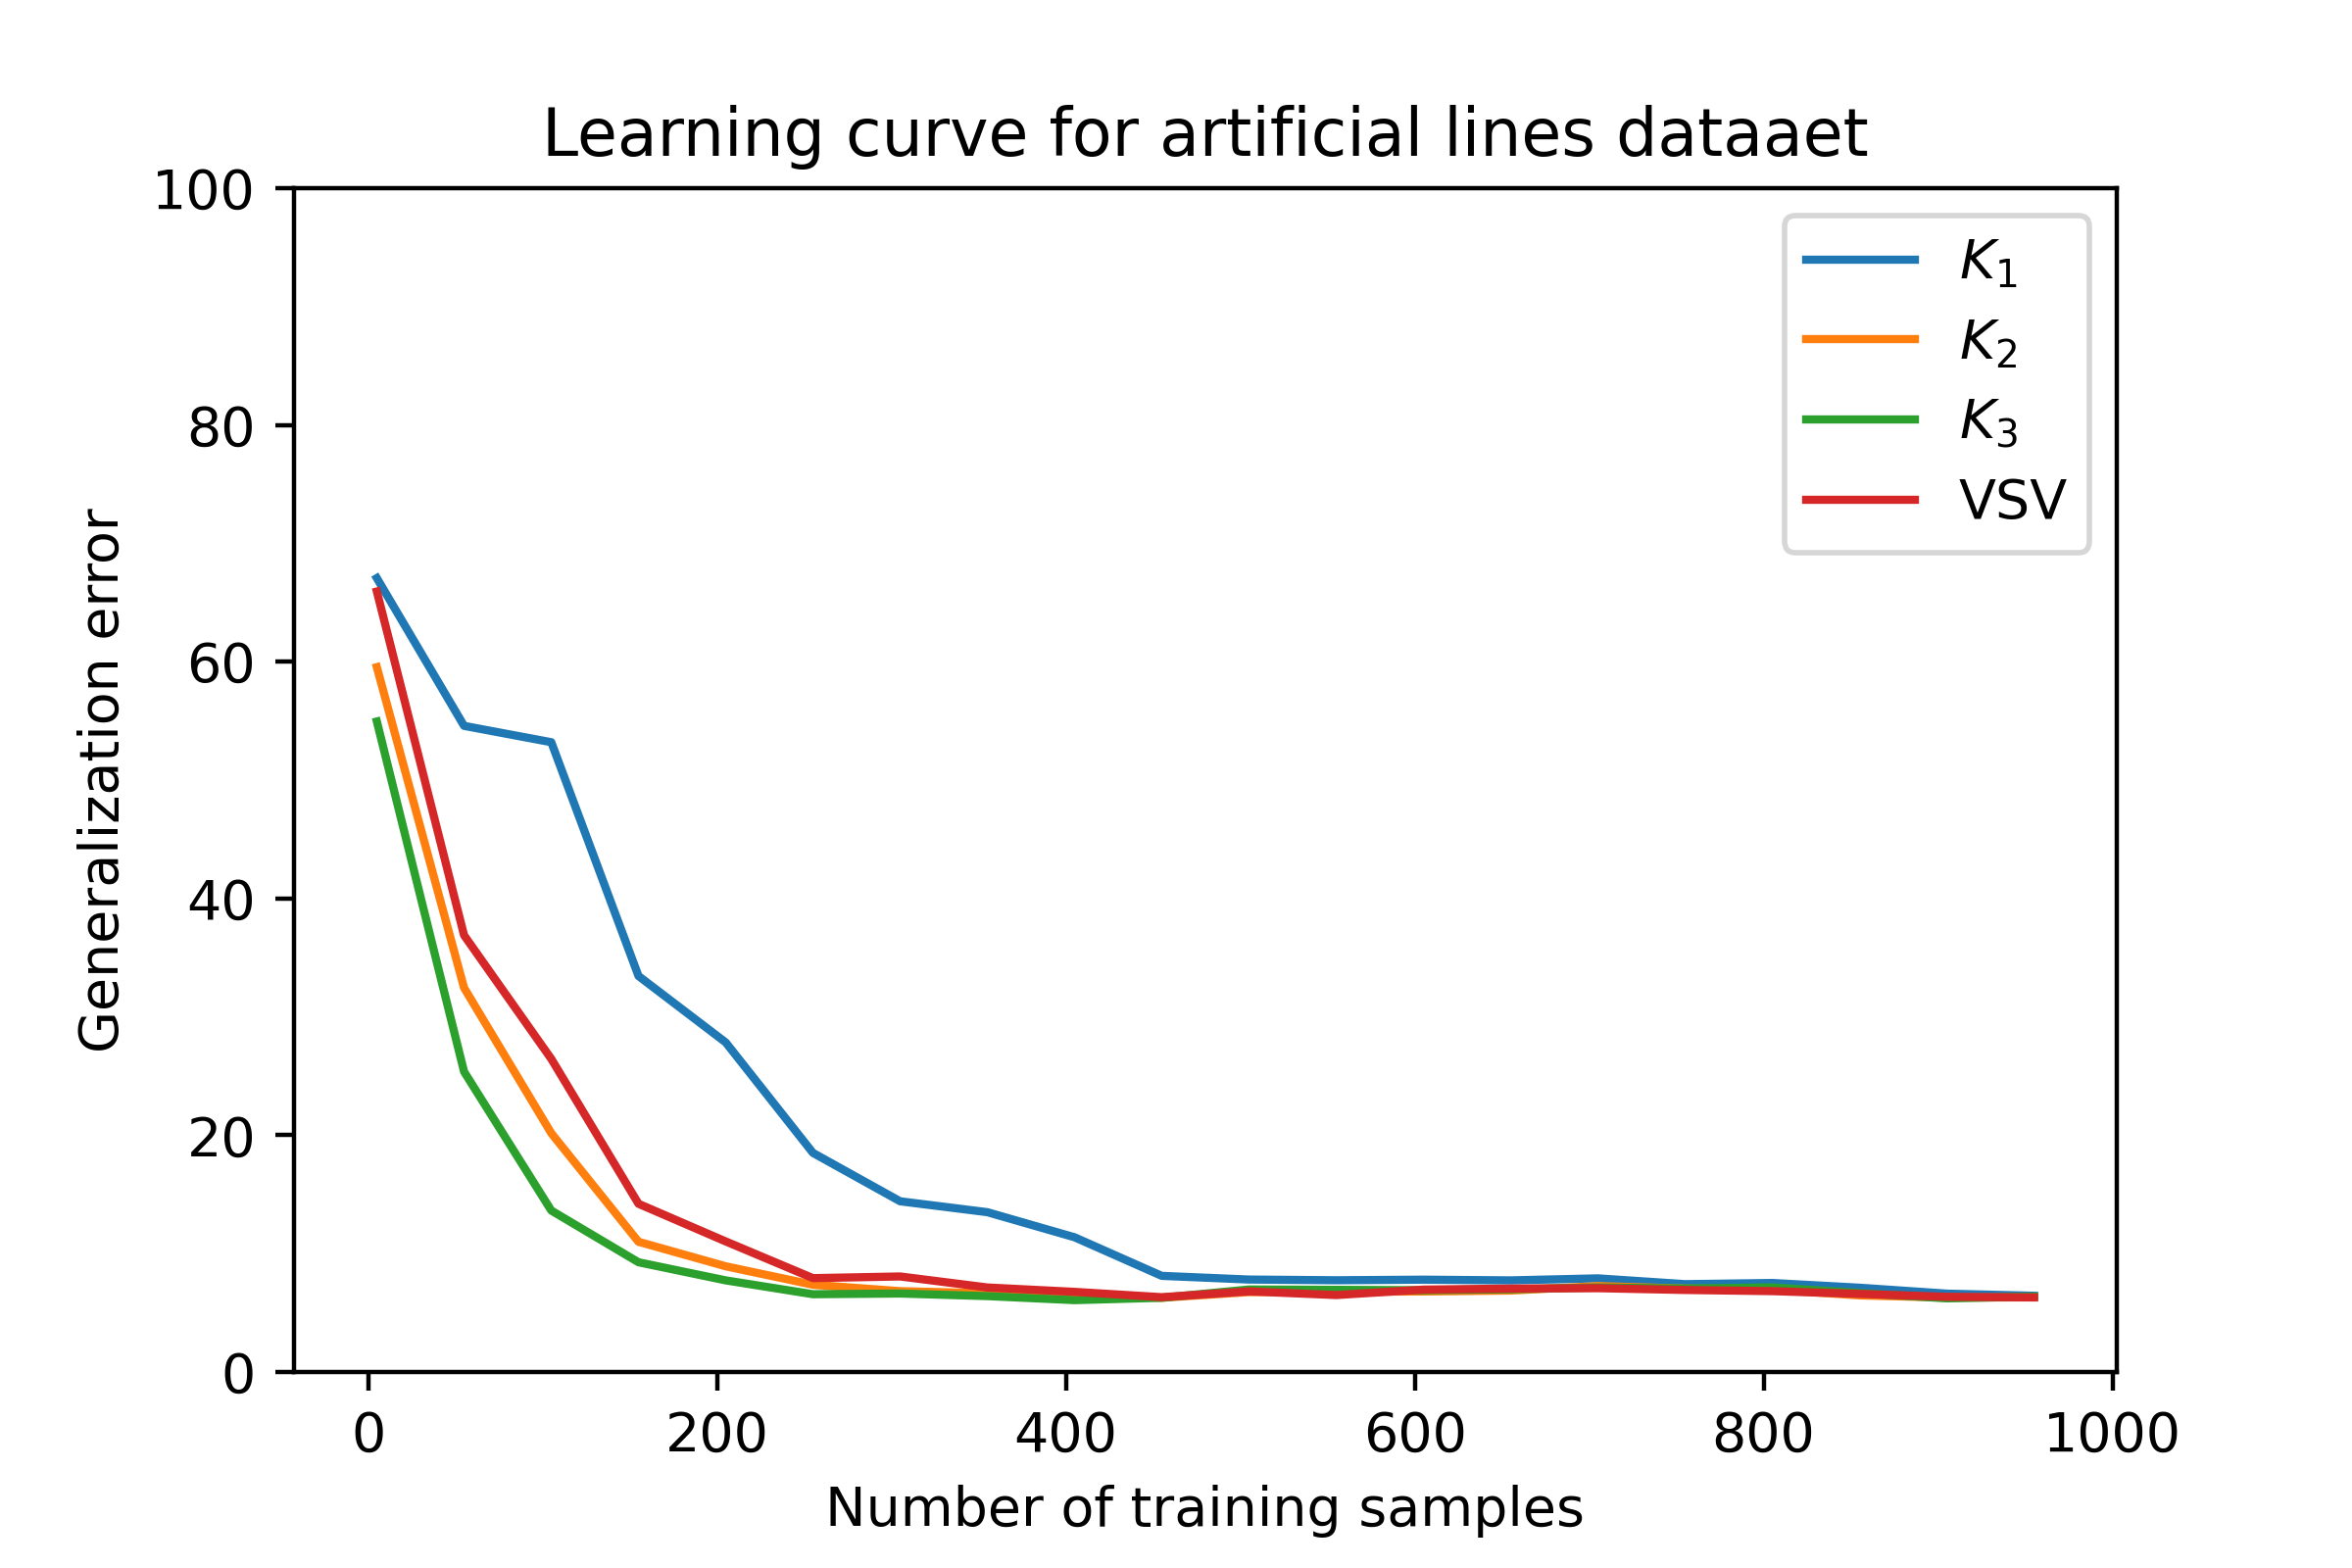 Learning curve for artificial lines dataaet
100
80
60
40
20
0
Generalization error
K1
K2
K3
VSV
0 200 400 600 800 1000
Number of training samples